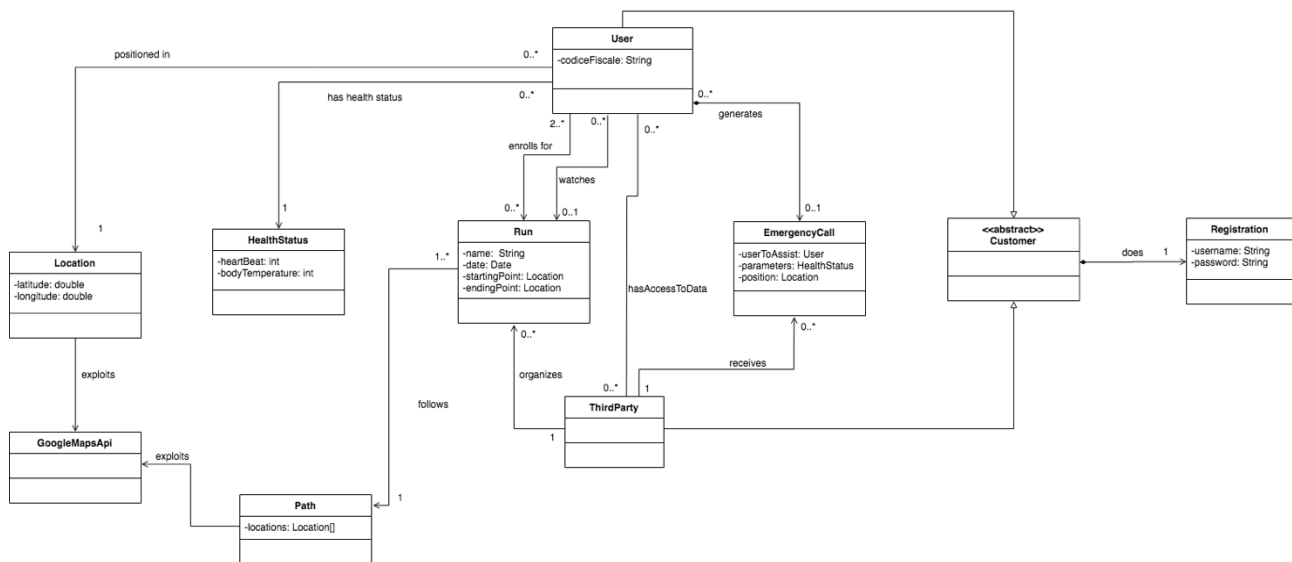 User
-codiceFiscale: String
positioned in
0..*
has health status
0..*
0..*
generates
2..*
0..*
0..*
enrolls for
watches
1
1
0..*
0..1
0..1
Location
-latitude: double
-longitude: double
HealthStatus
-heartBeat: int
-bodyTemperature: int
1..*
Run
-name: String
-date: Date
-startingPoint: Location
-endingPoint: Location
EmergencyCall
-userToAssist: User
-parameters: HealthStatus
-position: Location
<<abstract>>
Customer
does
1
Registration
-username: String
-password: String
hasAccessToData
0..*
0..*
exploits
organizes
receives
follows
0..*
1
1
ThirdParty
GoogleMapsApi
exploits
1
Path
-locations: Location[]